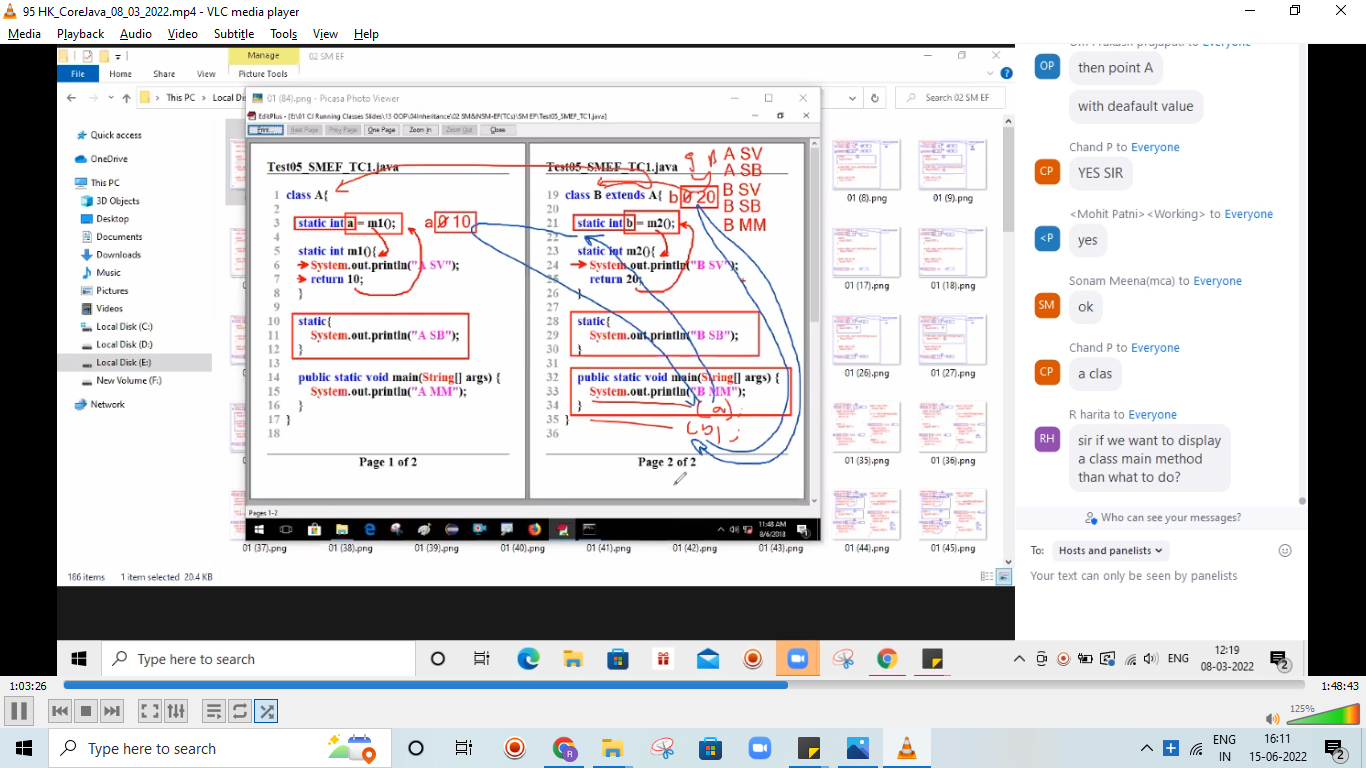 95 HK_CoreJava_08_03_2022.mp4 - VLC media player
Media Playback Audio Video Subtitle Tools View Help
Manage
02 SM EF
File Home Share View Picture Tools
This PC Local Dis
Search 02 SM EF
Quick access
OneDrive
This PC
3D Objects
Desktop
Documents
Downloads
Music
Pictures
Videos
Local Disk (C:)
Local Disk (D:)
Local Disk (E:)
New Volume (F:)
Network
01 (84).png - Picasa Photo Viewer
EditPlus - [E:\01 CJ Running Classes Slides\13 OOP\04Inheritance\02 SM&NSM-EF(TCs)\SM EF\Test05_SMEF_TC1.java]
Print... Next Page Prev Page One Page Zoom In Zoom Out Close
Test05_SMEF_TC1.java
1 class A{
2
3 static int a = m1();
a 0 10
4
5 static int m1(){
6 System.out.println("A SV");
7 return 10;
8 }
9
10 static{
11 System.out.println("A SB");
12 }
13
14 public static void main(String[] args) {
15 System.out.println("A MM");
16 }
17 }
18
Page 1 of 2
Test05_SMEF_TC1.java
19 class B extends A{
b 0 20
20
21 static int b = m2();
22
23 static int m2(){
24 System.out.println("B SV");
25 return 20;
26 }
27
28 static{
29 System.out.println("B SB");
30 }
31
32 public static void main(String[] args) {
33 System.out.println("B MM");
34 }
(a);
35 }
(b);
36
Page 2 of 2
A SV
A SB
B SV
B SB
B MM
Pages 1-2
11:48 AM
8/6/2018
01 (8).png 01 (9).png
01 (17).png 01 (18).png
01 (26).png 01 (27).png
01 (35).png 01 (36).png
01 (37).png 01 (38).png 01 (39).png 01 (40).png 01 (41).png 01 (42).png 01 (43).png 01 (44).png 01 (45).png
186 items 1 item selected 20.4 KB
Om Prakash prajapati to Everyone
OP
then point A
with deafault value
Chand P to Everyone
CP
YES SIR
<Mohit Patni><Working> to Everyone
<P
yes
Sonam Meena(mca) to Everyone
SM
ok
Chand P to Everyone
CP
a clas
R harita to Everyone
RH
sir if we want to display
a class main method
than what to do?
Who can see your messages?
To: Hosts and panelists
Your text can only be seen by panelists
Type here to search
ENG
12:19
08-03-2022
2
1:03:26
1:48:43
125%
Type here to search
ENG
IN
16:11
15-06-2022
2